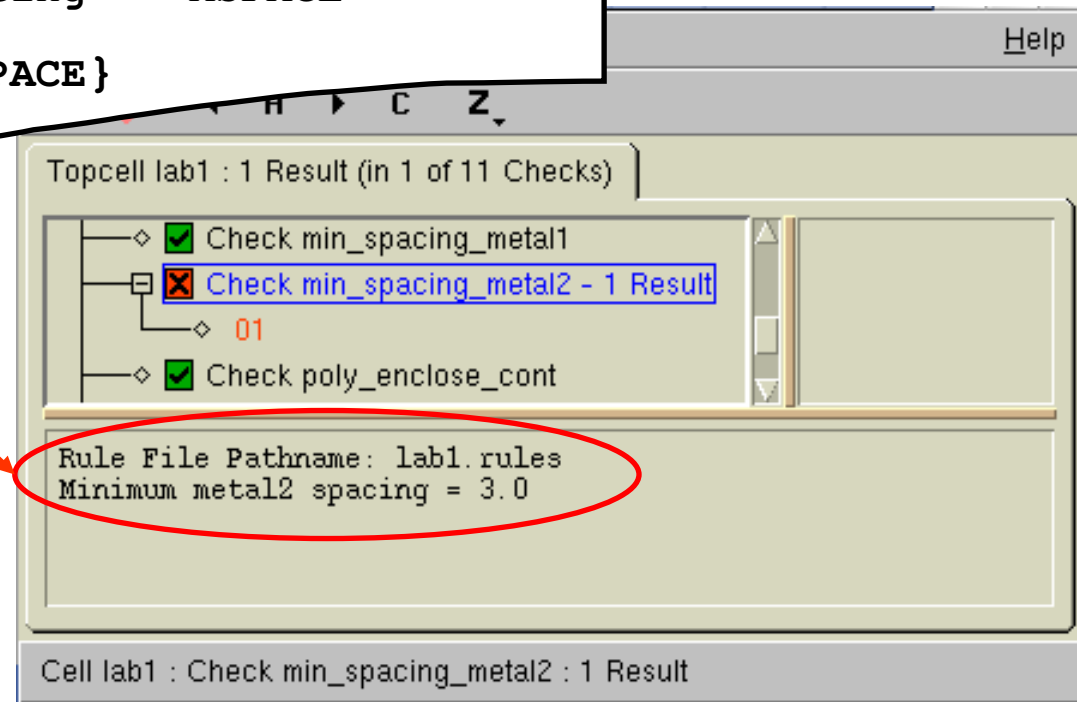 PACE}
Help
H C Z
Topcell lab1 : 1 Result (in 1 of 11 Checks)
Check min_spacing_metal1
Check min_spacing_metal2 - 1 Result
01
Check poly_enclose_cont
Rule File Pathname: lab1.rules
Minimum metal2 spacing = 3.0
Cell lab1 : Check min_spacing_metal2 : 1 Result